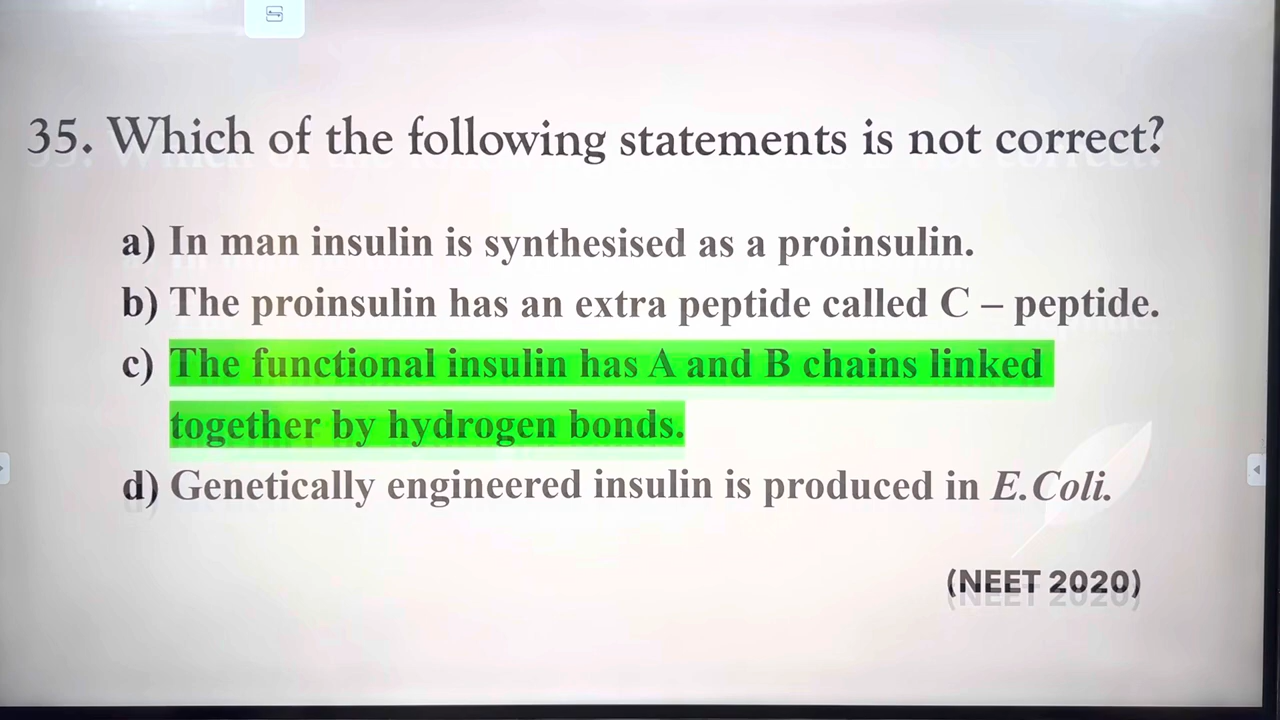 35. Which of the following statements is not correct?
a) In man insulin is synthesised as a proinsulin.
b) The proinsulin has an extra peptide called C – peptide.
c) The functional insulin has A and B chains linked
together by hydrogen bonds.
d) Genetically engineered insulin is produced in E.Coli.
(NEET 2020)